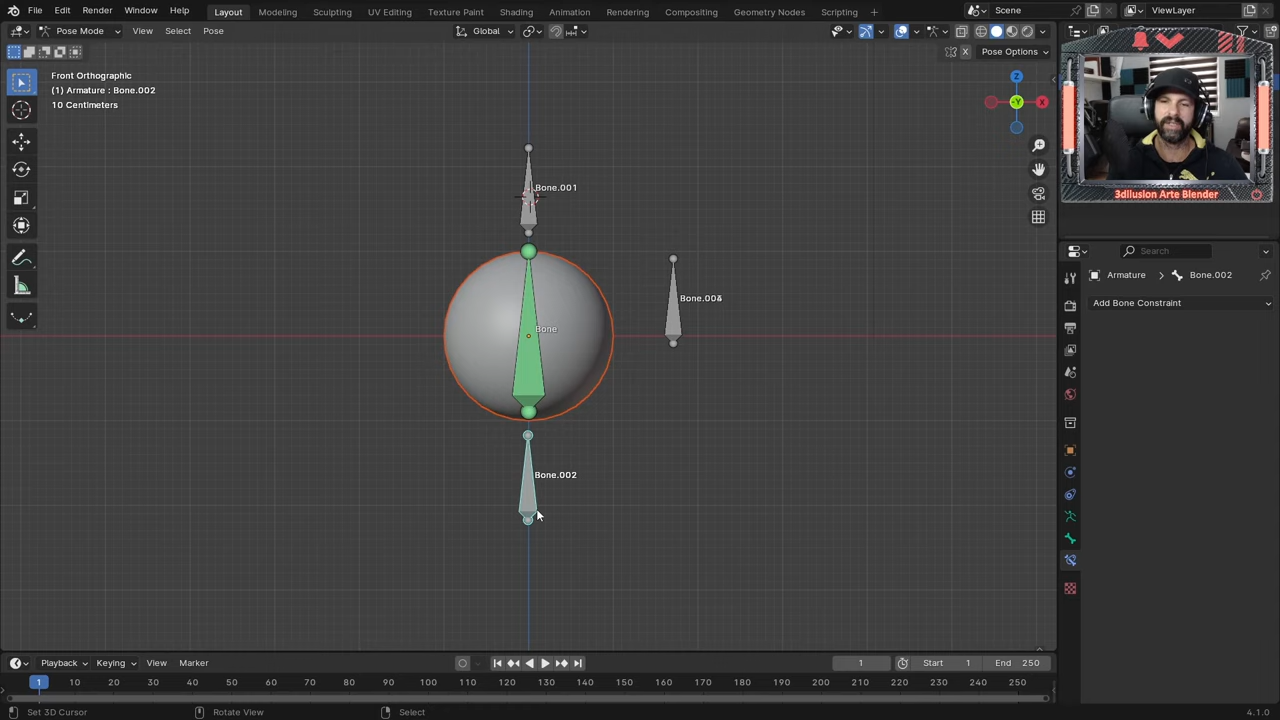 File Edit Render Window Help Layout Modeling Sculpting UV Editing Texture Paint Shading Animation Rendering Compositing Geometry Nodes Scripting + Scene ViewLayer
Pose Mode View Select Pose Global
Pose Options
X
Front Orthographic
(1) Armature : Bone.002
10 Centimeters
Z
-Y
X
3dIlusion Arte Blender
Bone.001
Bone.004
Bone
Bone.002
Search
Armature > Bone.002
Add Bone Constraint
Playback Keying View Marker 1 Start 1 End 250
1 10 20 30 40 50 60 70 80 90 100 110 120 130 140 150 160 170 180 190 200 210 220 230 240 250
Set 3D Cursor Rotate View Select 4.1.0